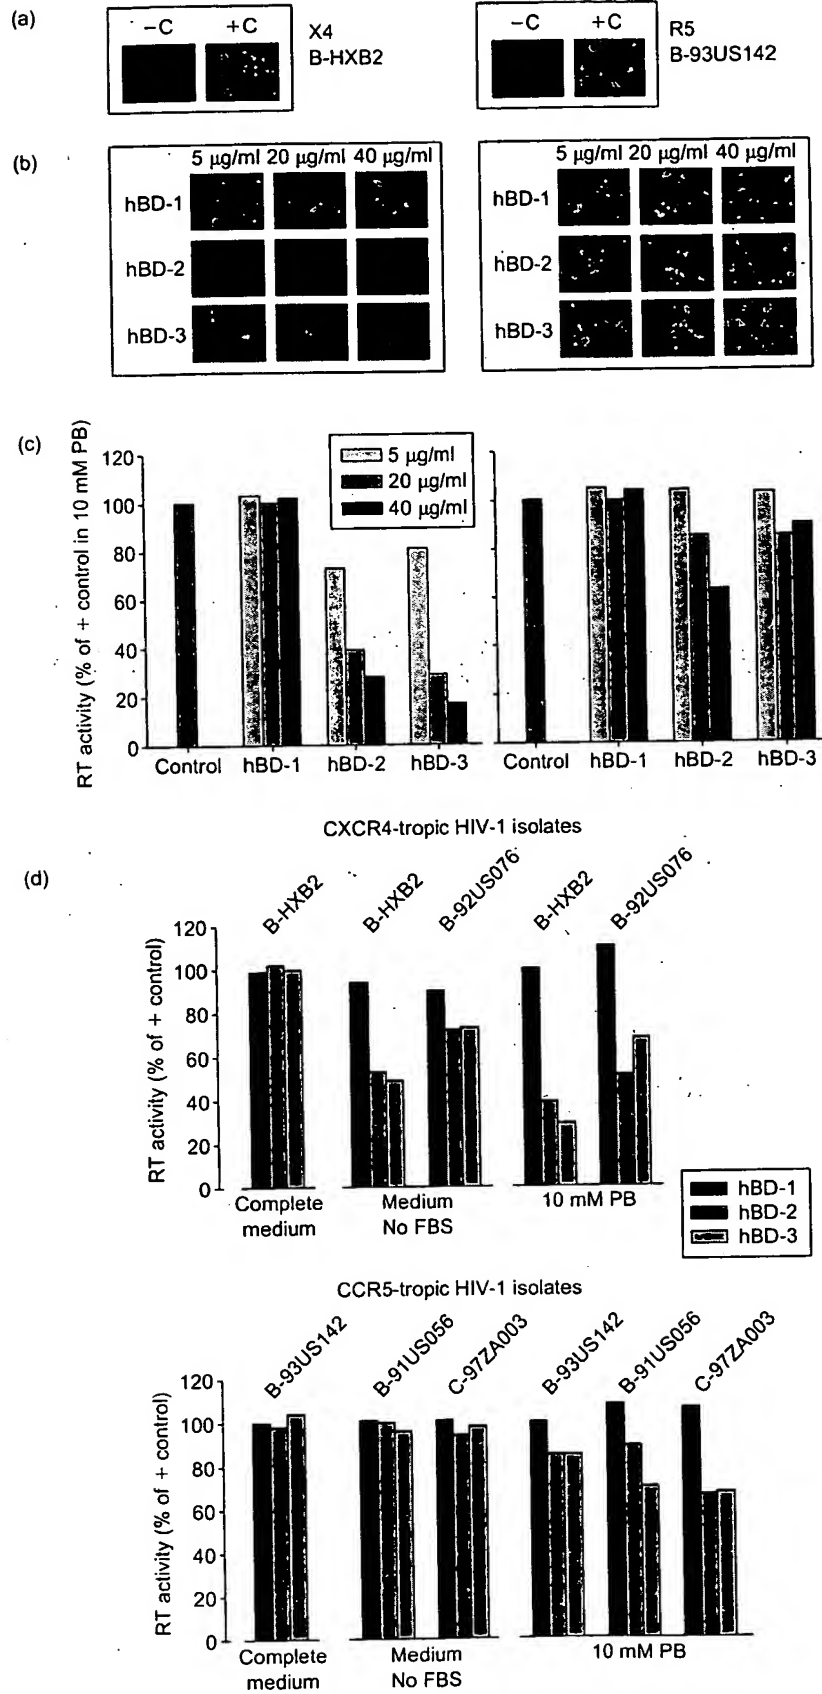 (a)
−C +C
X4
B-HXB2
−C +C
R5
B-93US142
(b)
5 μg/ml 20 μg/ml 40 μg/ml
hBD-1
hBD-2
hBD-3
5 μg/ml 20 μg/ml 40 μg/ml
hBD-1
hBD-2
hBD-3
(c)
RT activity (% of + control in 10 mM PB)
120
100
80
60
40
20
0
5 μg/ml
20 μg/ml
40 μg/ml
Control hBD-1 hBD-2 hBD-3
Control hBD-1 hBD-2 hBD-3
CXCR4-tropic HIV-1 isolates
(d)
RT activity (% of + control)
120
100
80
60
40
20
0
B-HXB2
B-HXB2
B-92US076
B-HXB2
B-92US076
Complete
medium
Medium
No FBS
10 mM PB
hBD-1
hBD-2
hBD-3
CCR5-tropic HIV-1 isolates
RT activity (% of + control)
120
100
80
60
40
20
0
B-93US142
B-91US056
C-97ZA003
B-93US142
B-91US056
C-97ZA003
Complete
medium
Medium
No FBS
10 mM PB